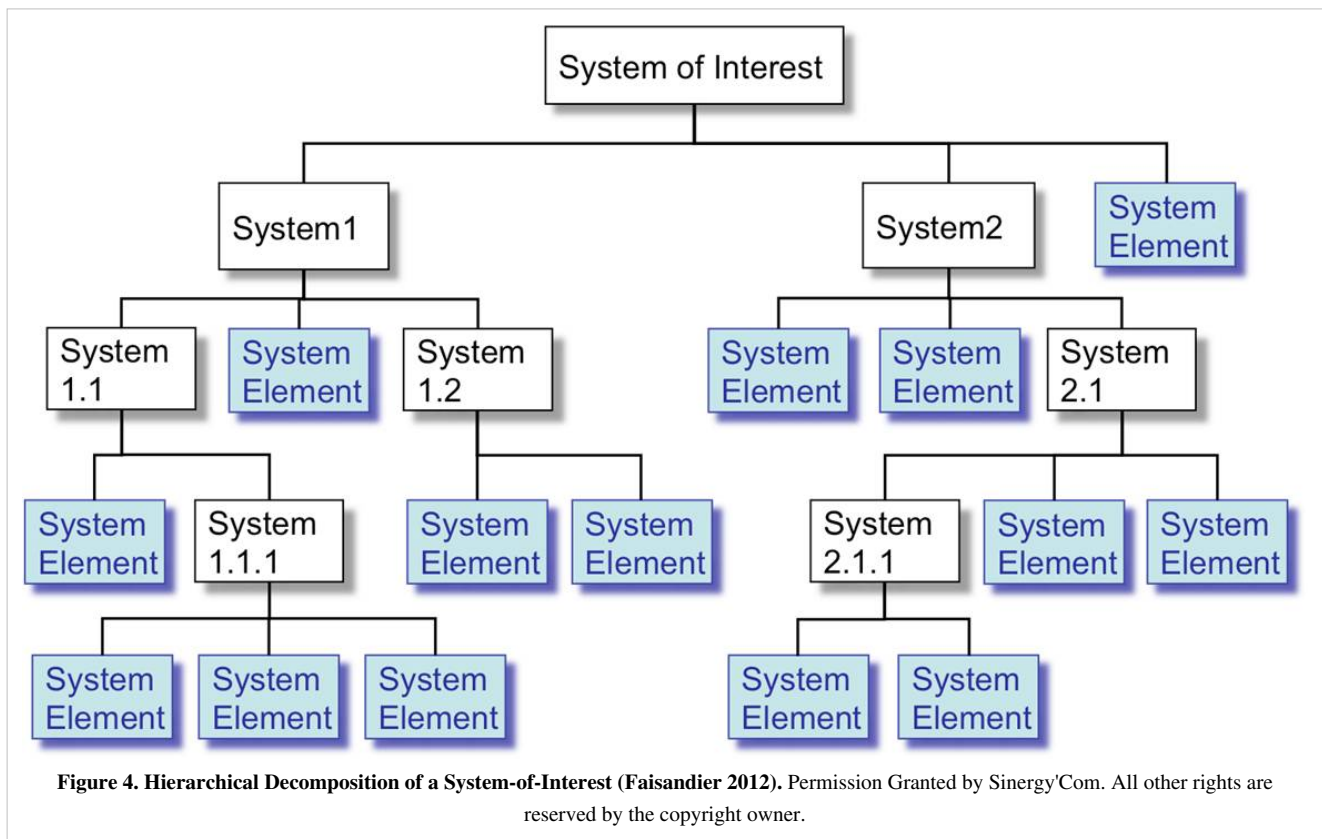 System of Interest
System1
System2
System
Element
System
1.1
System
Element
System
1.2
System
Element
System
Element
System
2.1
System
Element
System
1.1.1
System
Element
System
Element
System
2.1.1
System
Element
System
Element
System
Element
System
Element
System
Element
System
Element
System
Element
Figure 4. Hierarchical Decomposition of a System-of-Interest (Faisandier 2012). Permission Granted by Sinergy'Com. All other rights are
reserved by the copyright owner.